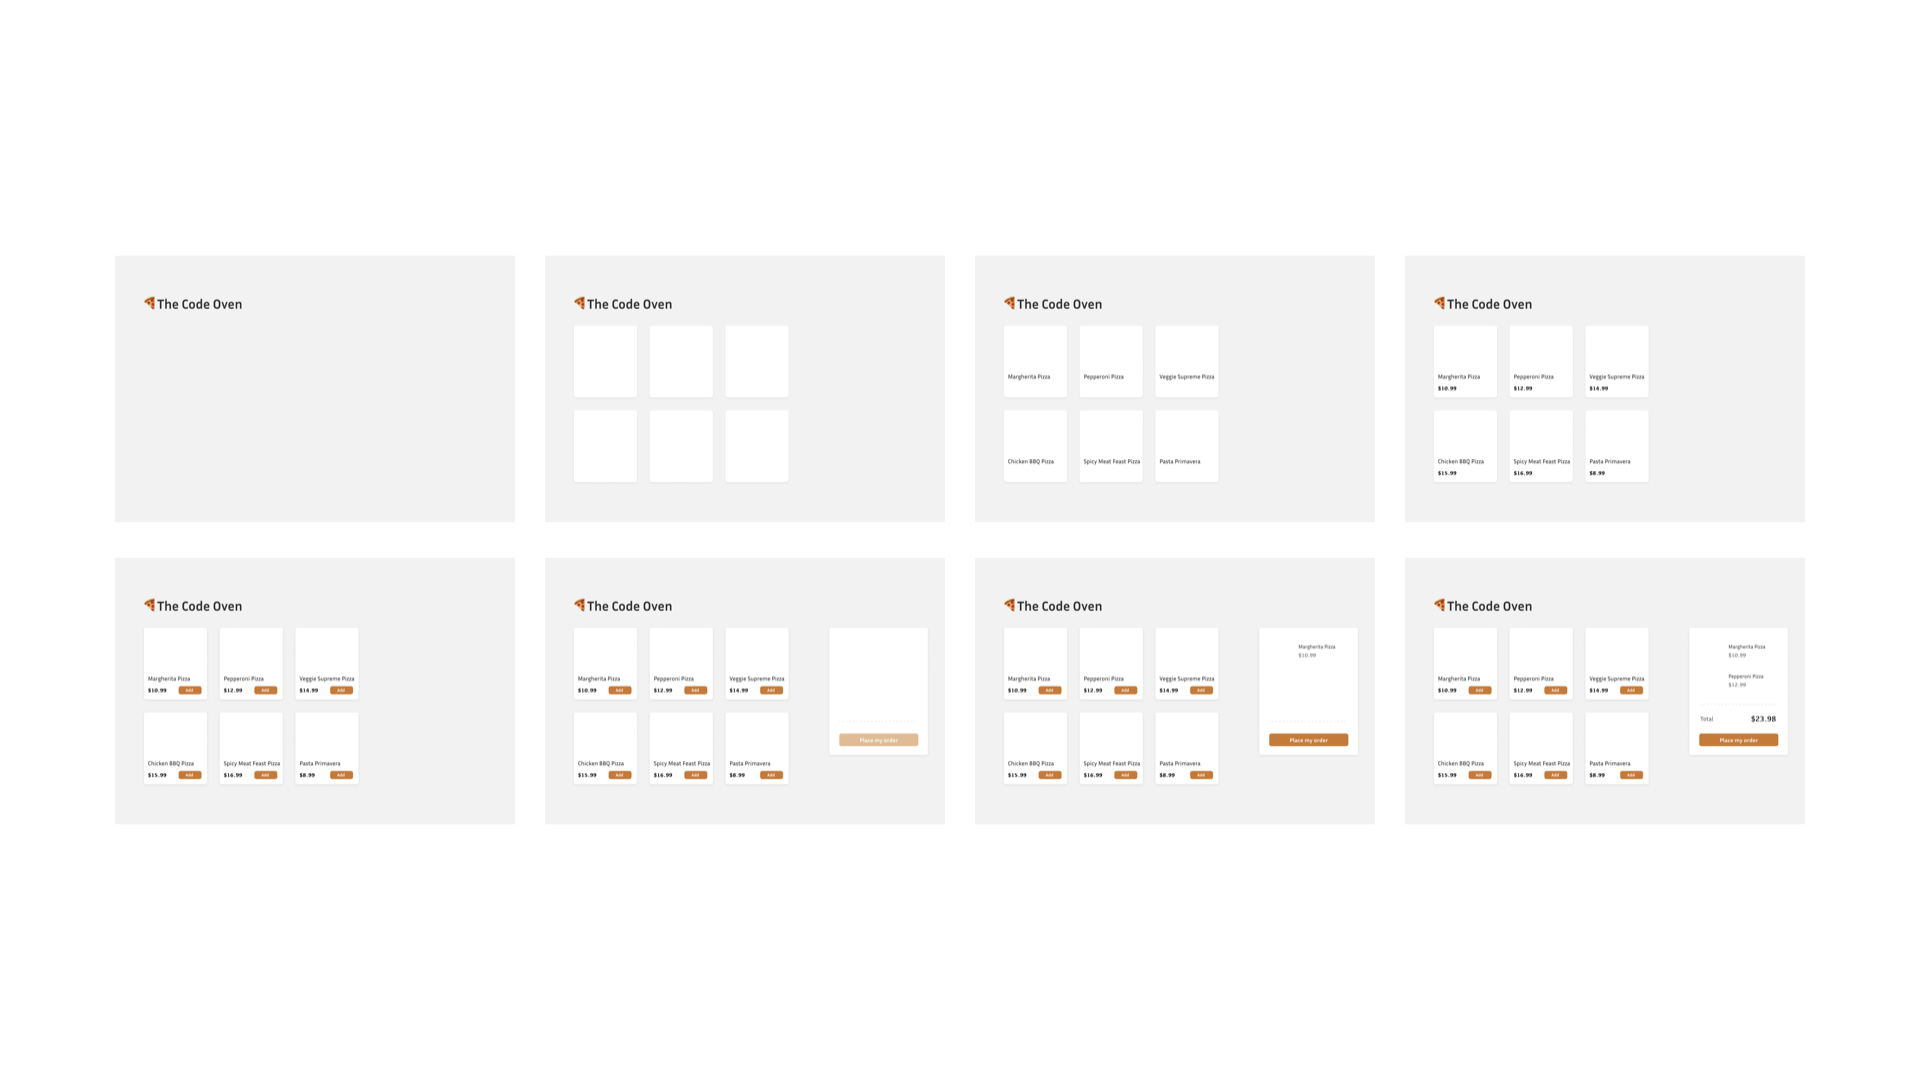 The Code Oven
The Code Oven
The Code Oven
Margherita Pizza
Pepperoni Pizza
Veggie Supreme Pizza
Chicken BBQ Pizza
Spicy Meat Feast Pizza
Pasta Primavera
The Code Oven
Margherita Pizza
Pepperoni Pizza
Veggie Supreme Pizza
$10.99
$12.99
$14.99
Chicken BBQ Pizza
Spicy Meat Feast Pizza
Pasta Primavera
$15.99
$16.99
$8.99
The Code Oven
Margherita Pizza
Pepperoni Pizza
Veggie Supreme Pizza
$10.99 Add
$12.99 Add
$14.99 Add
Chicken BBQ Pizza
Spicy Meat Feast Pizza
Pasta Primavera
$15.99 Add
$16.99 Add
$8.99 Add
The Code Oven
Margherita Pizza
Pepperoni Pizza
Veggie Supreme Pizza
$10.99 Add
$12.99 Add
$14.99 Add
Chicken BBQ Pizza
Spicy Meat Feast Pizza
Pasta Primavera
$15.99 Add
$16.99 Add
$8.99 Add
Place my order
The Code Oven
Margherita Pizza
Pepperoni Pizza
Veggie Supreme Pizza
$10.99 Add
$12.99 Add
$14.99 Add
Chicken BBQ Pizza
Spicy Meat Feast Pizza
Pasta Primavera
$15.99 Add
$16.99 Add
$8.99 Add
Margherita Pizza
$10.99
Place my order
The Code Oven
Margherita Pizza
Pepperoni Pizza
Veggie Supreme Pizza
$10.99 Add
$12.99 Add
$14.99 Add
Chicken BBQ Pizza
Spicy Meat Feast Pizza
Pasta Primavera
$15.99 Add
$16.99 Add
$8.99 Add
Margherita Pizza
$10.99
Pepperoni Pizza
$12.99
Total $23.98
Place my order